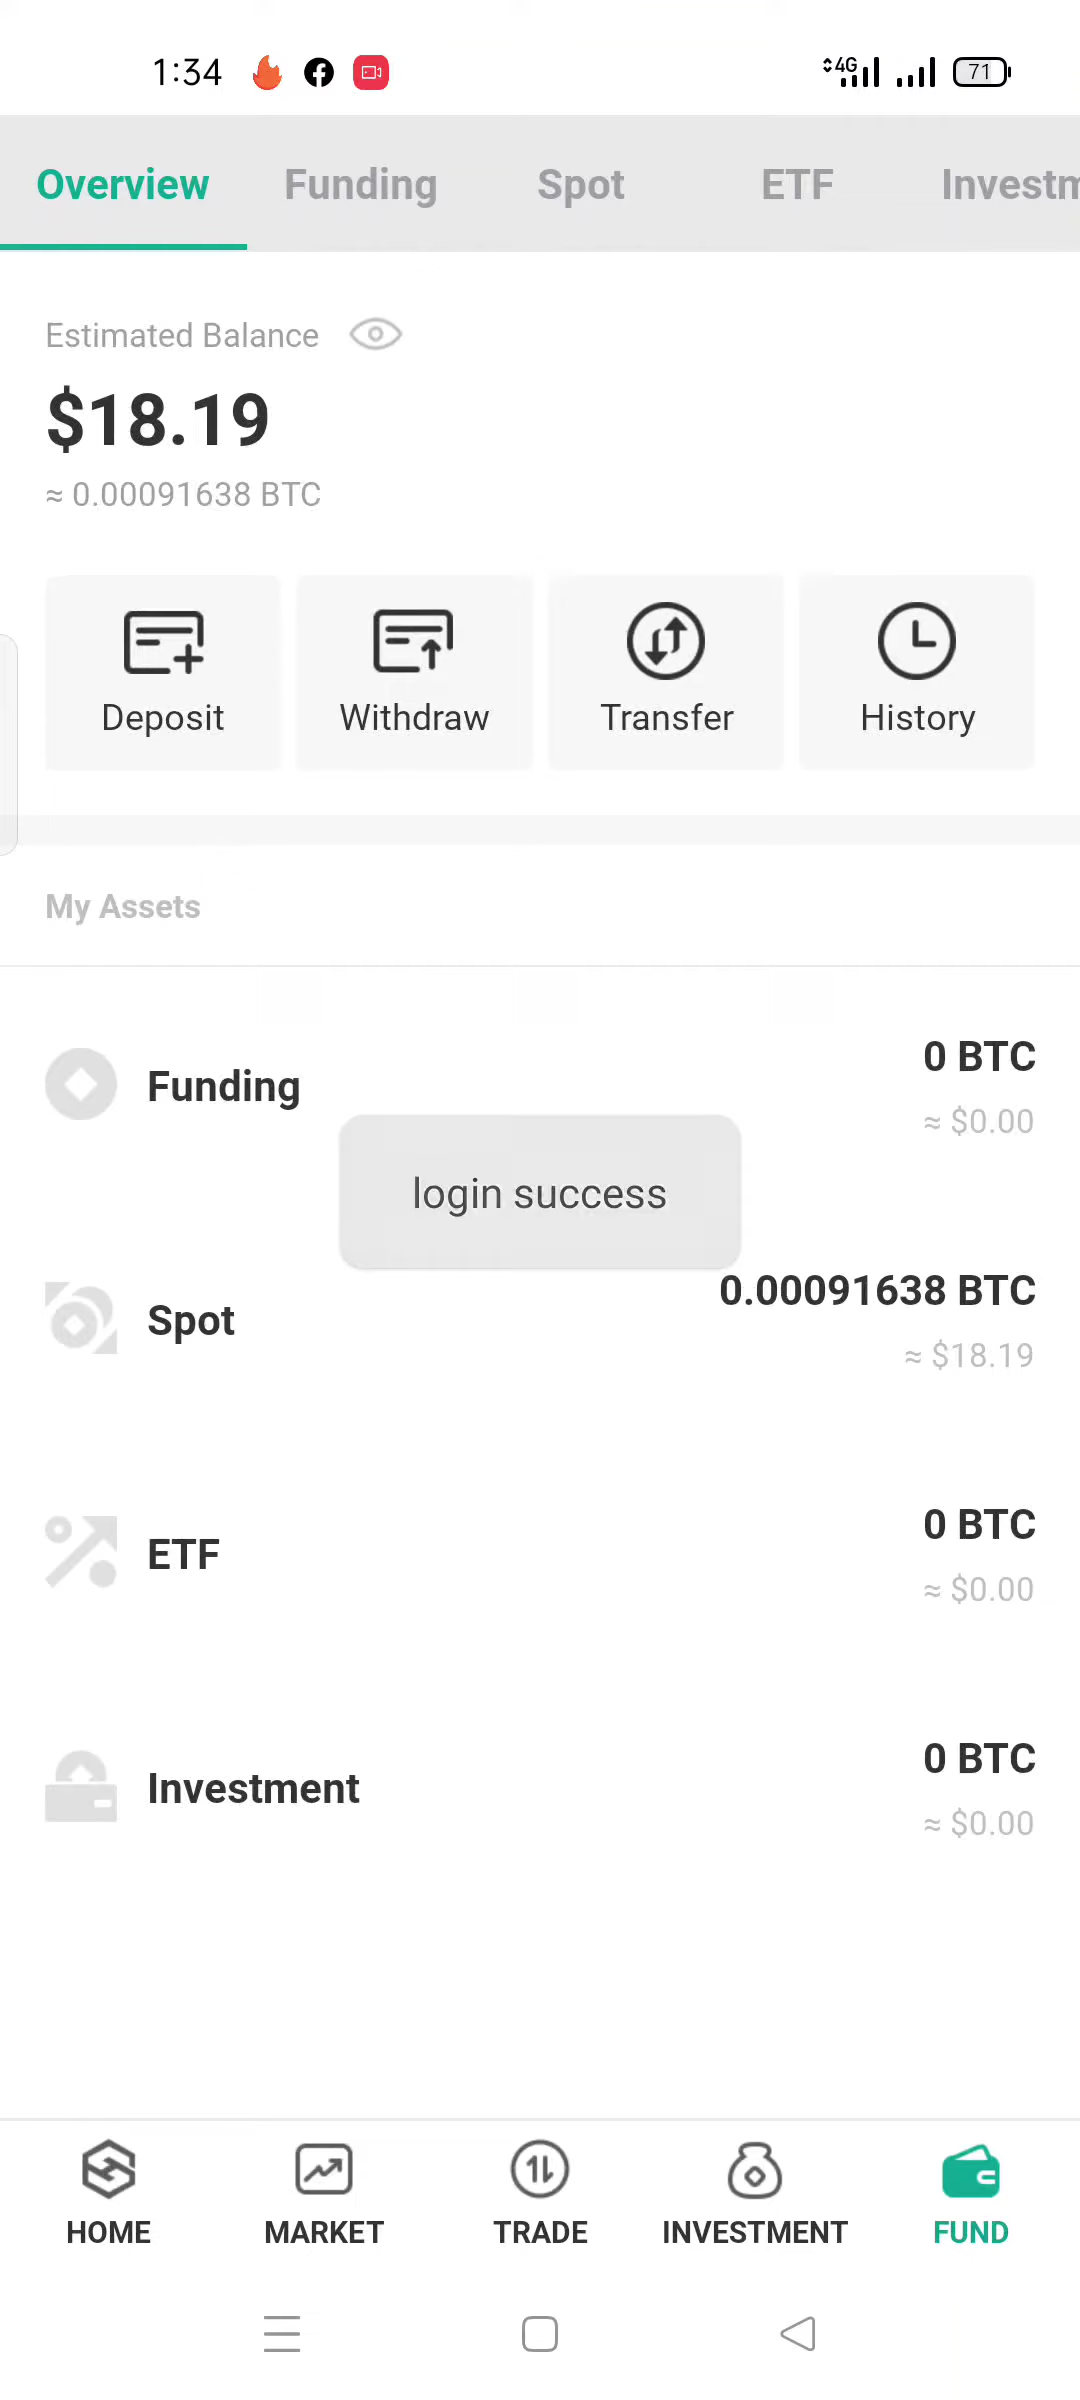 1:34
4G
71
Overview Funding Spot ETF Investm
Estimated Balance
$18.19
≈ 0.00091638 BTC
Deposit Withdraw Transfer History
My Assets
Funding
0 BTC
≈ $0.00
login success
Spot
0.00091638 BTC
≈ $18.19
ETF
0 BTC
≈ $0.00
Investment
0 BTC
≈ $0.00
HOME MARKET TRADE INVESTMENT FUND